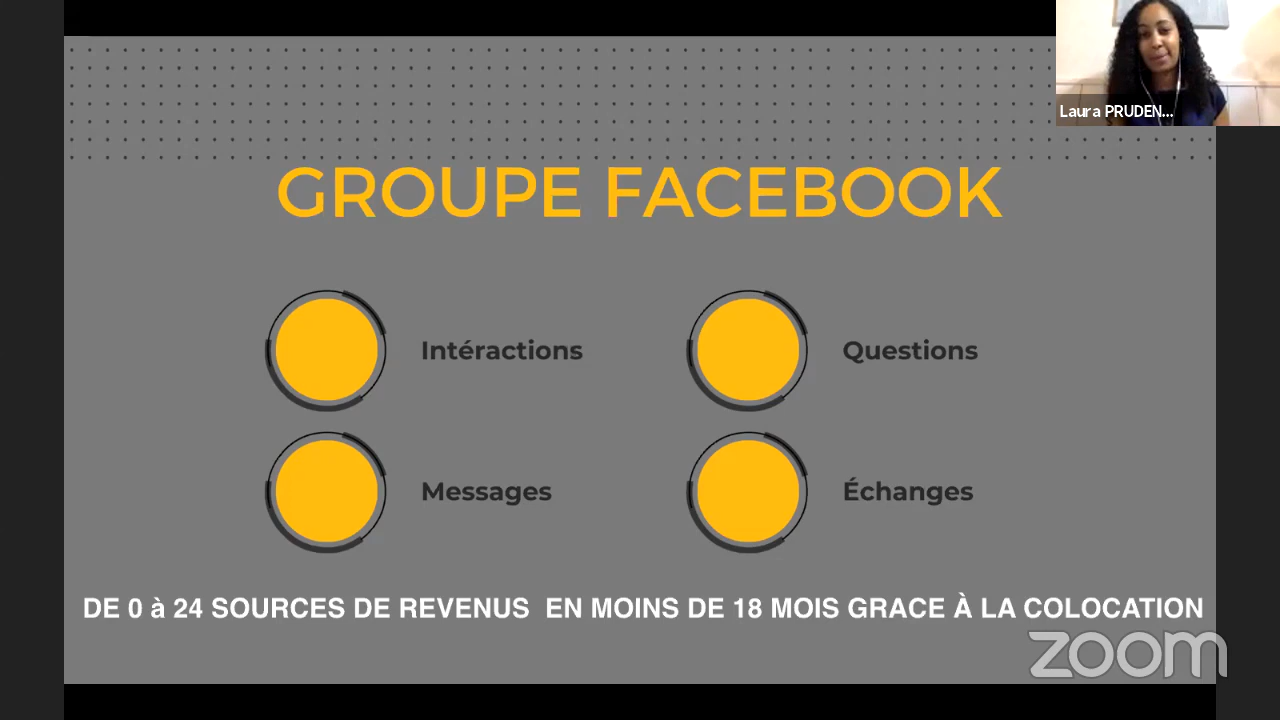 Laura PRUDEN...
GROUPE FACEBOOK
Intéractions
Questions
Messages
Échanges
DE 0 à 24 SOURCES DE REVENUS  EN MOINS DE 18 MOIS GRACE À LA COLOCATION
zoom